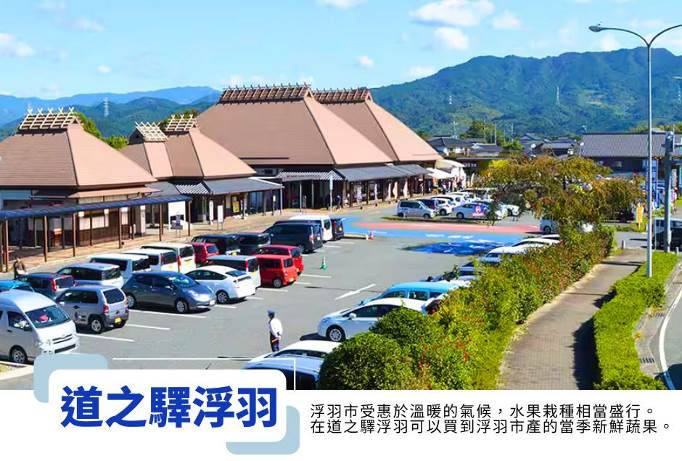 道之驛浮羽
浮羽市受惠於溫暖的氣候，水果栽種相當盛行。
在道之驛浮羽可以買到浮羽市產的當季新鮮蔬果。